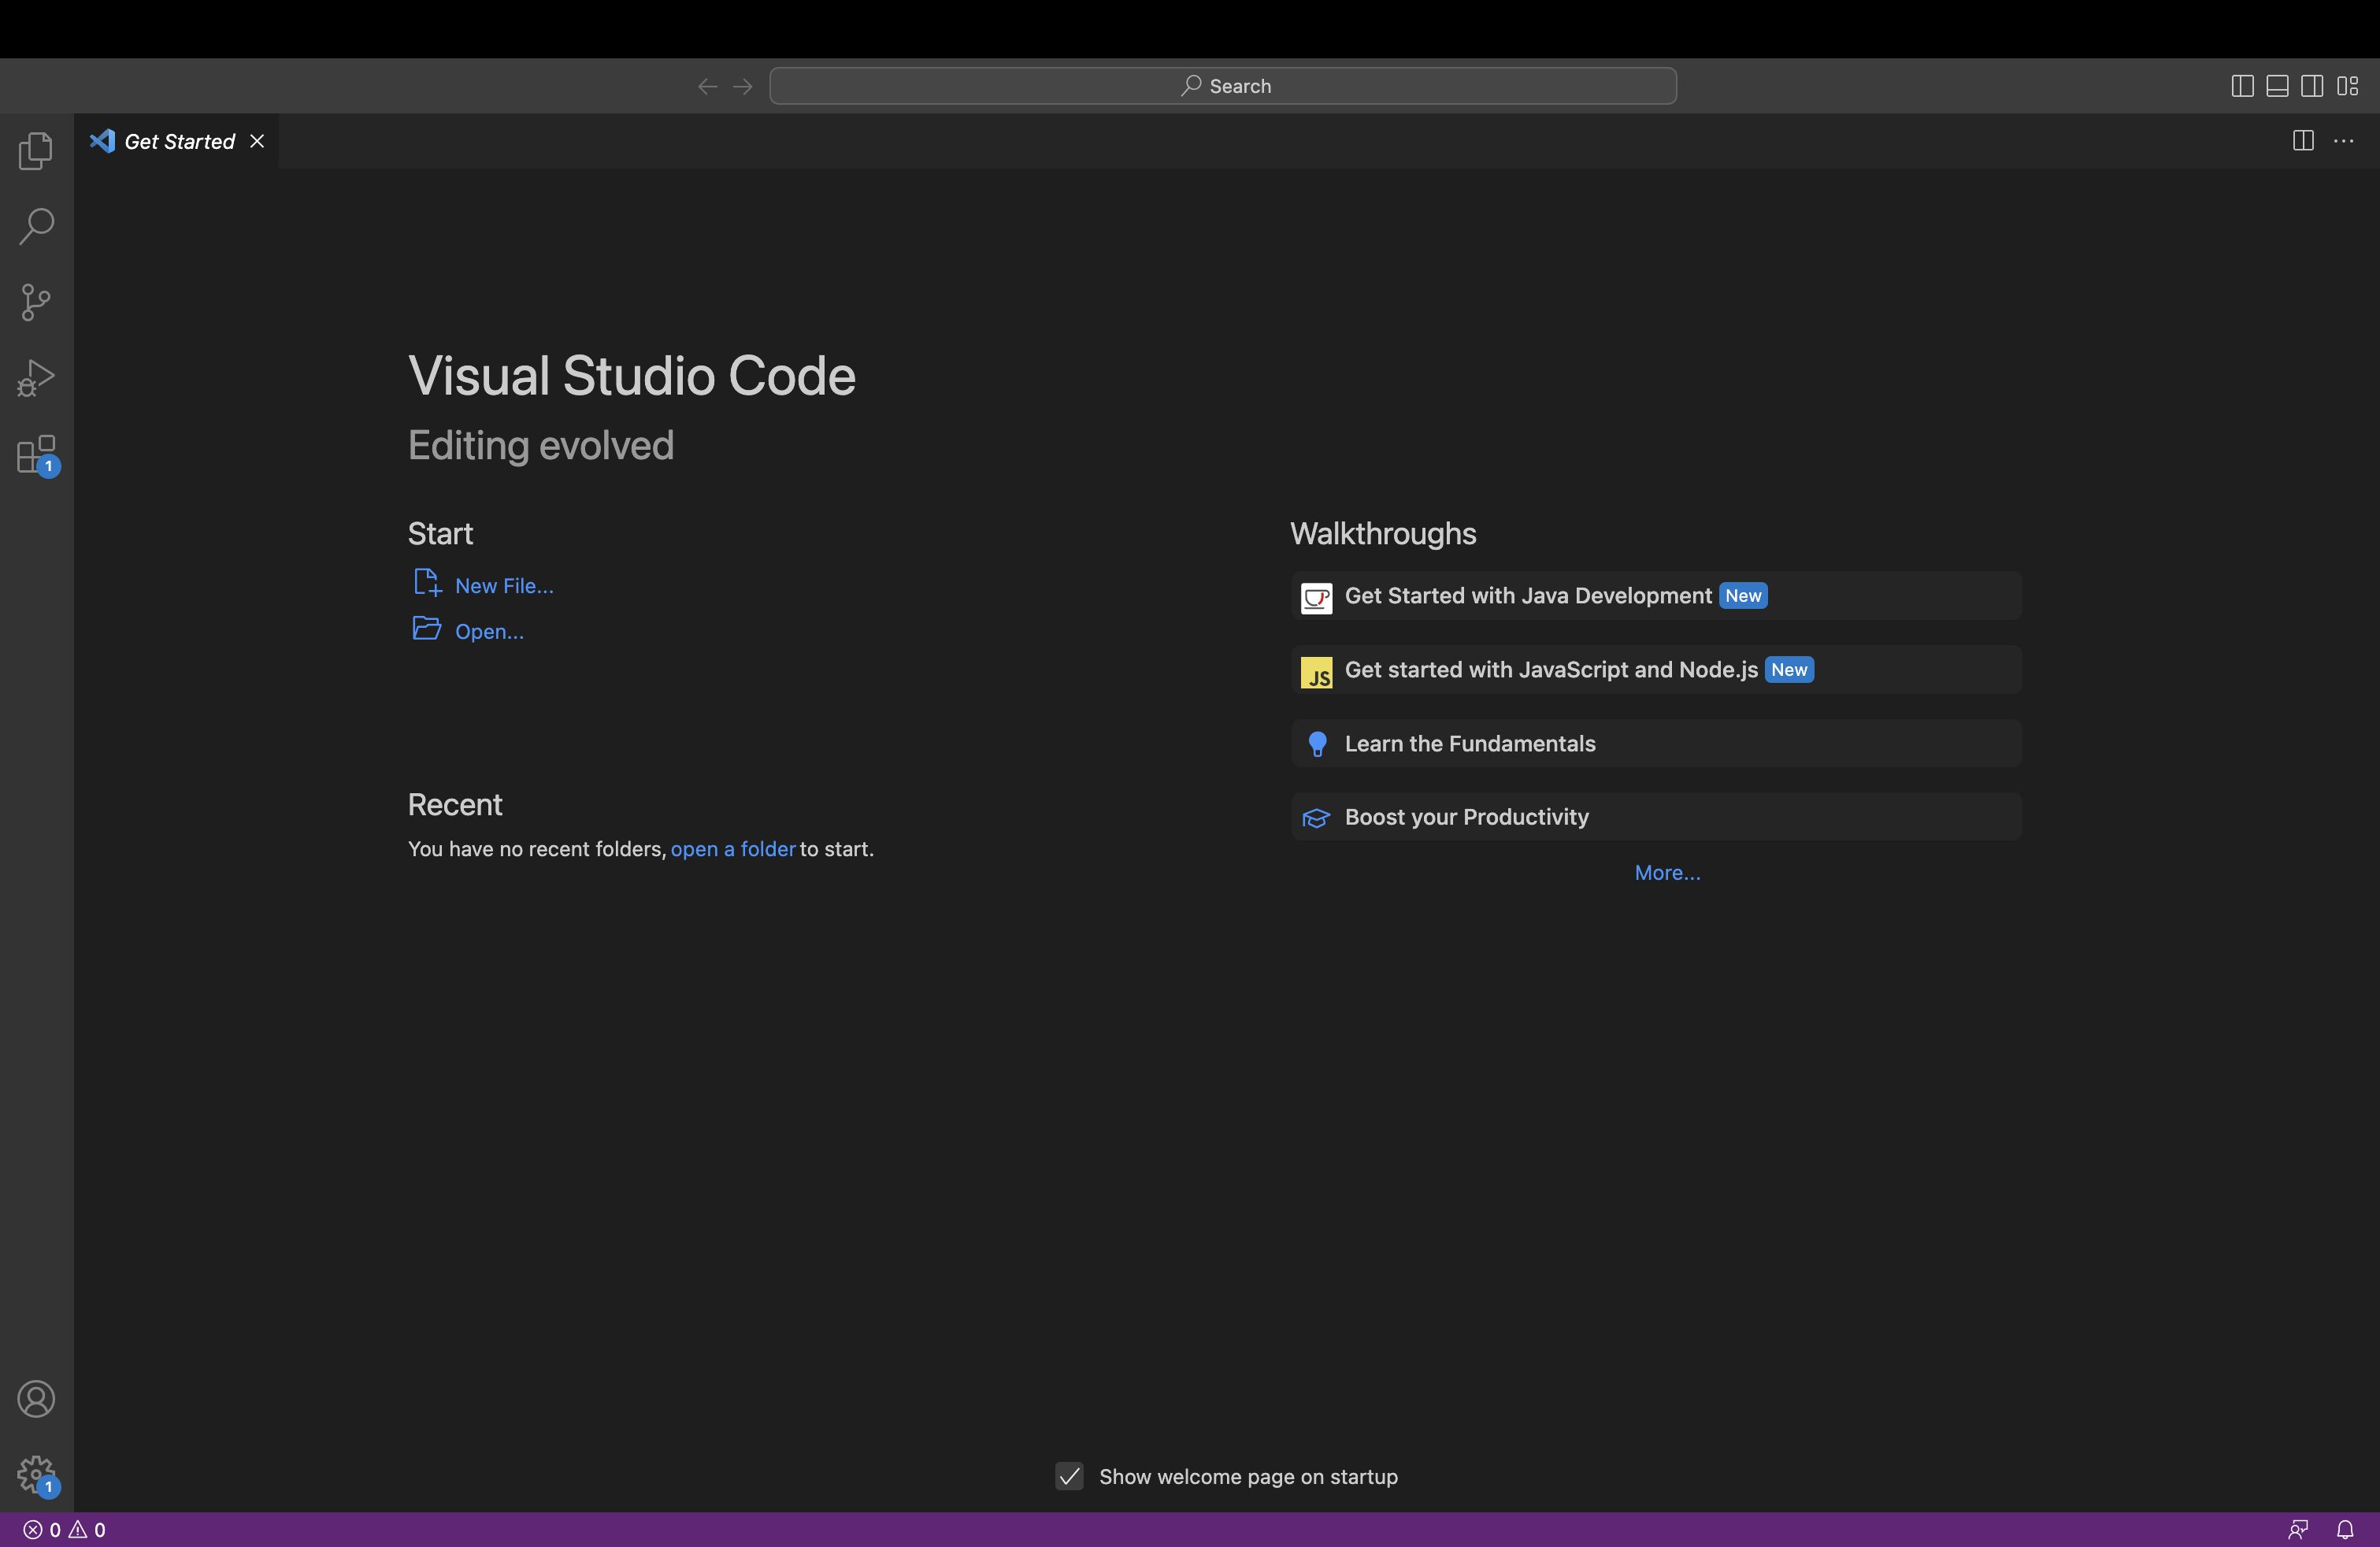 Search
Get Started
Visual Studio Code
Editing evolved
Start
New File...
Open...
Recent
You have no recent folders, open a folder to start.
Walkthroughs
Get Started with Java Development New
JS Get started with JavaScript and Node.js New
Learn the Fundamentals
Boost your Productivity
More...
1
1
Show welcome page on startup
0 0